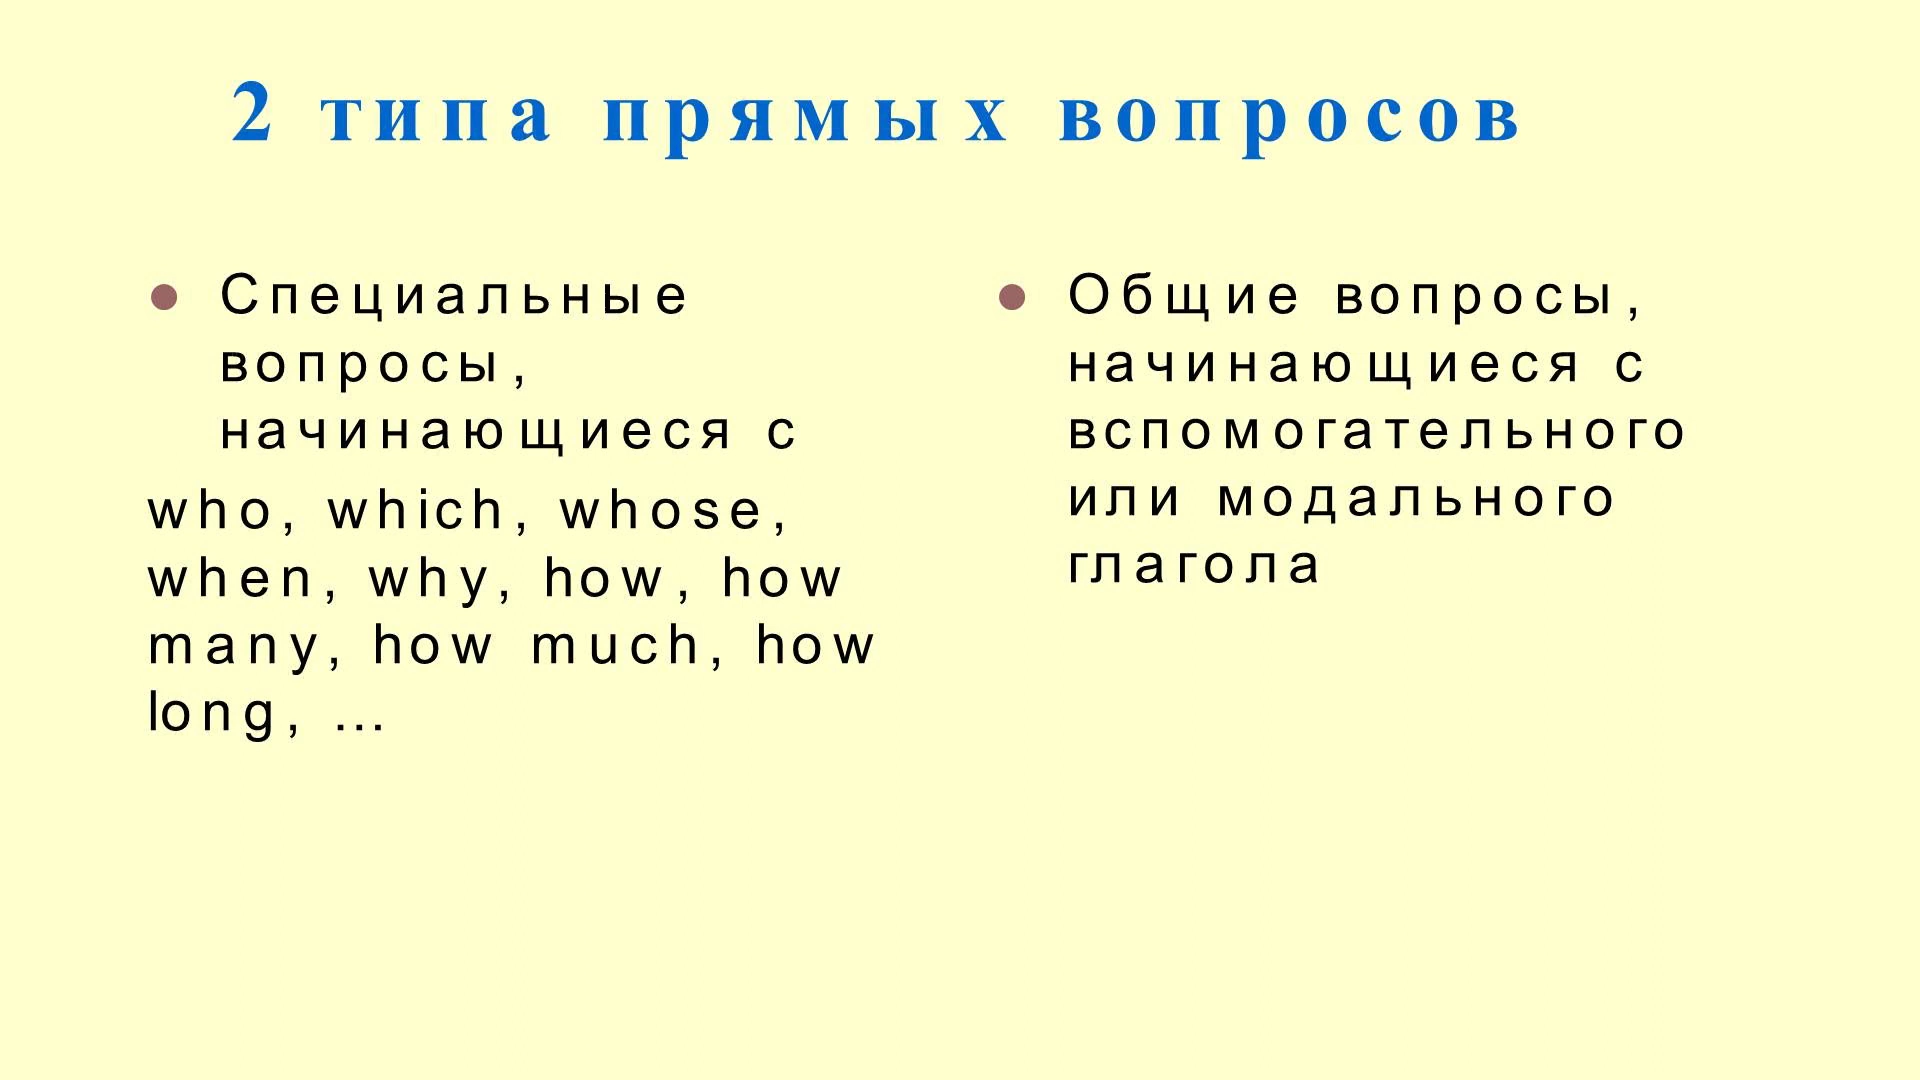 2 типа прямых вопросов
Специальные
вопросы,
начинающиеся с
who, which, whose,
when, why, how, how
many, how much, how
long, ...
Общие вопросы,
начинающиеся с
вспомогательного
или модального
глагола